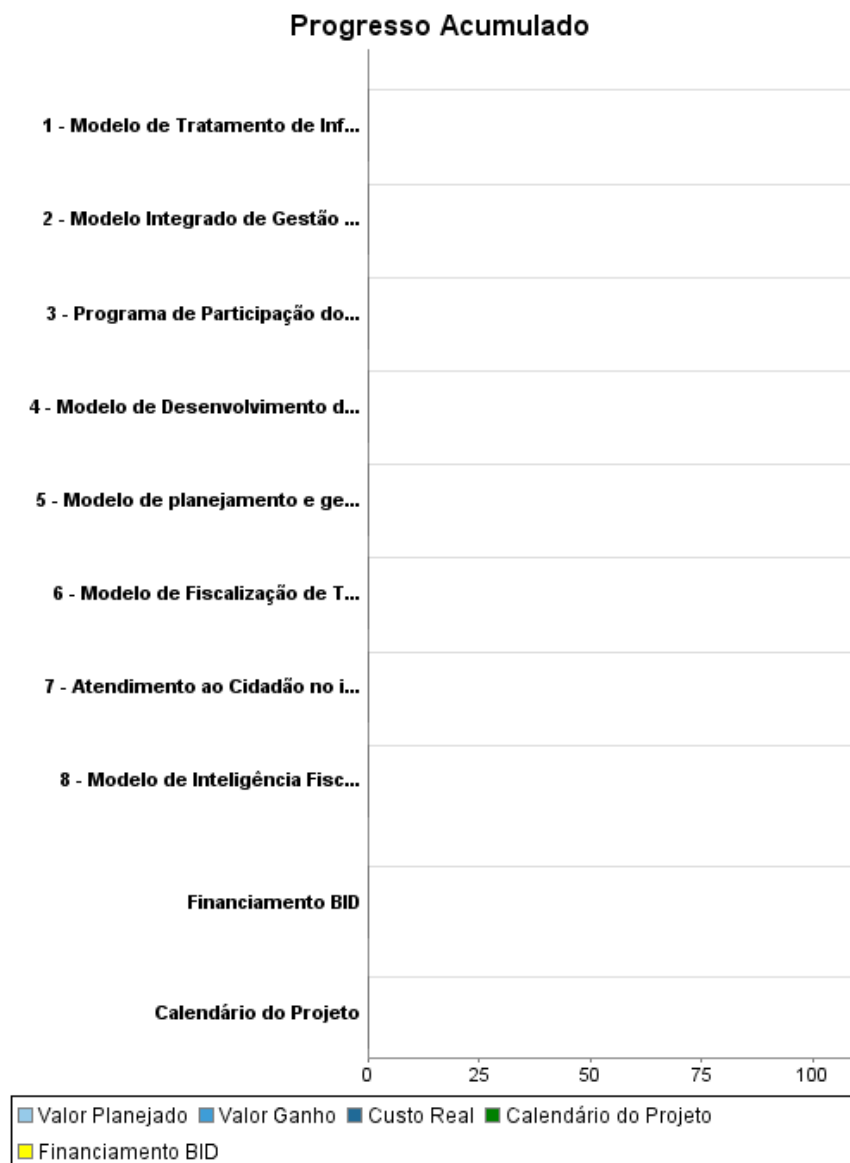 Progresso Acumulado
1 - Modelo de Tratamento de Inf...
2 - Modelo Integrado de Gestão ...
3 - Programa de Participação do...
4 - Modelo de Desenvolvimento d...
5 - Modelo de planejamento e ge...
6 - Modelo de Fiscalização de T...
7 - Atendimento ao Cidadão no i...
8 - Modelo de Inteligência Fisc...
Financiamento BID
Calendário do Projeto
0 25 50 75 100
Valor Planejado Valor Ganho Custo Real Calendário do Projeto
Financiamento BID